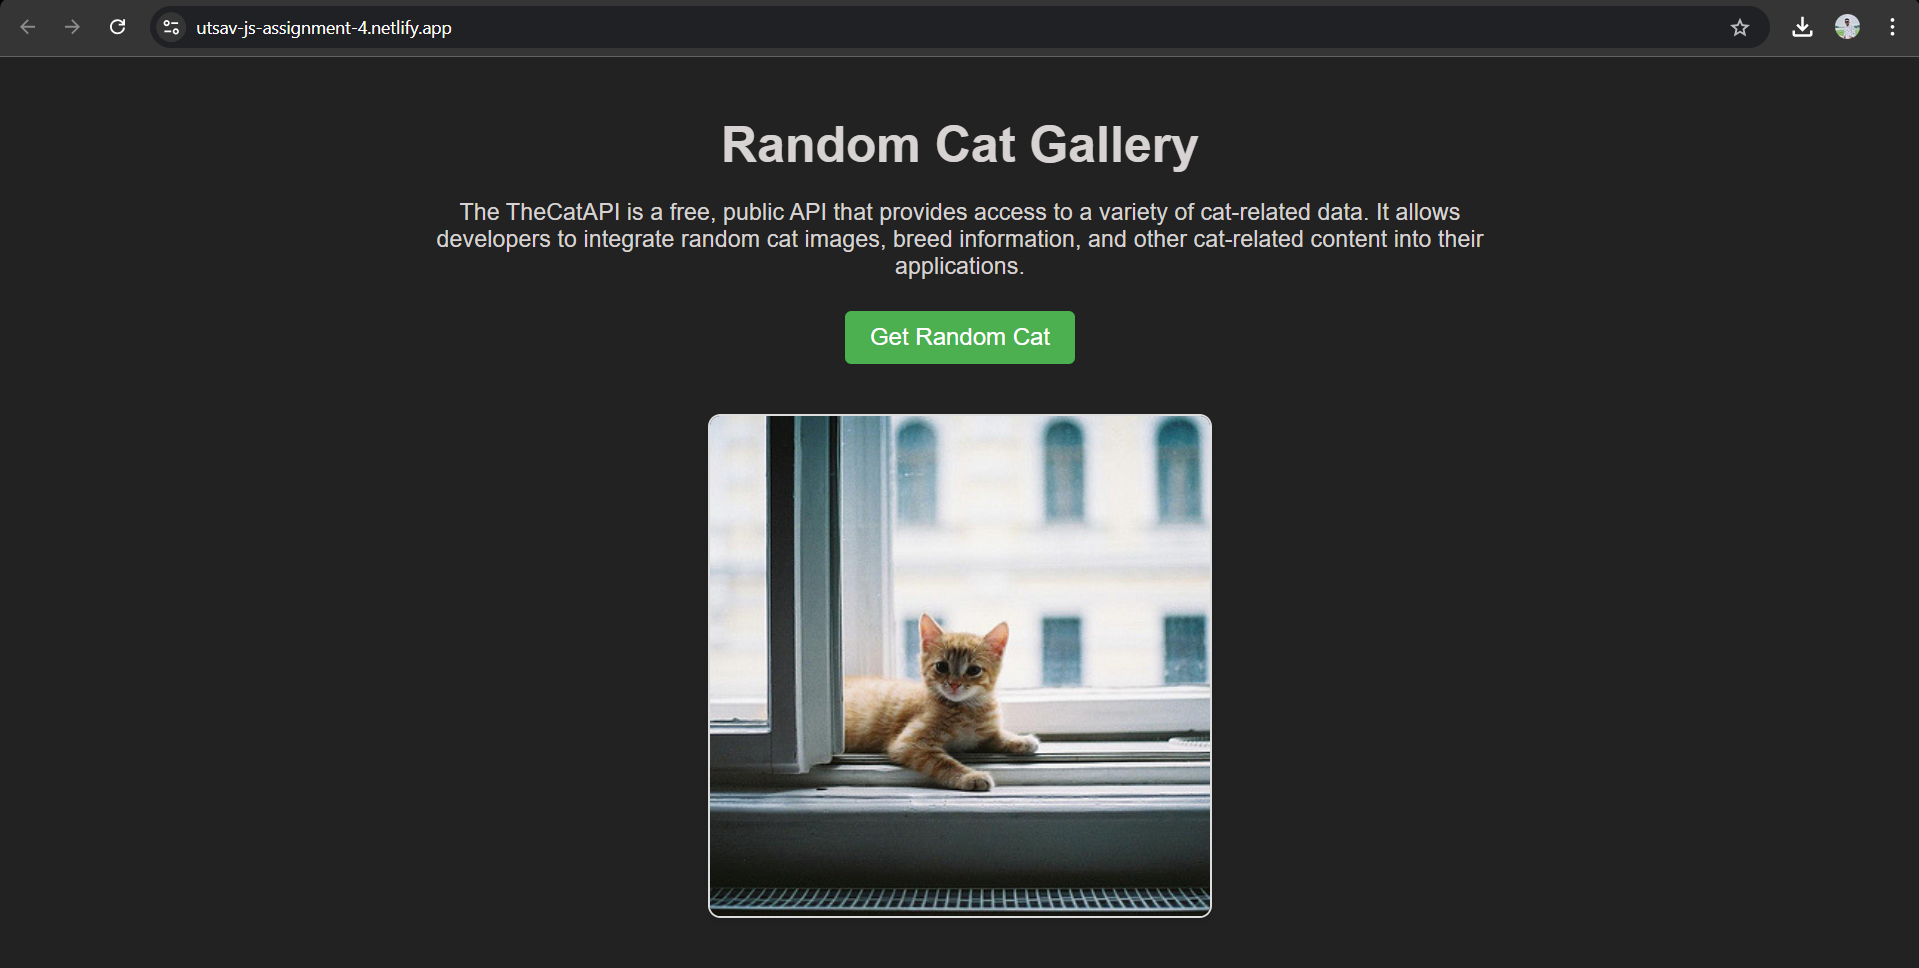 utsav-js-assignment-4.netlify.app
Random Cat Gallery
The TheCatAPI is a free, public API that provides access to a variety of cat-related data. It allows
developers to integrate random cat images, breed information, and other cat-related content into their
applications.
Get Random Cat